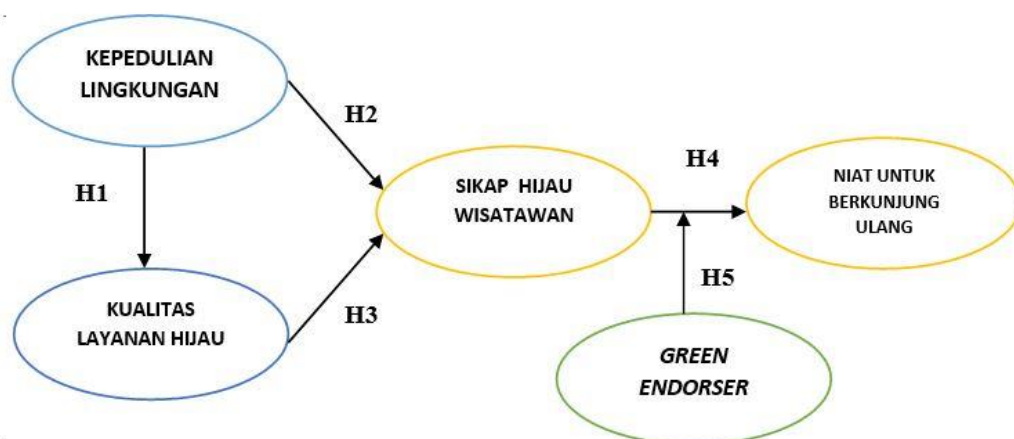 KEPEDULIAN
LINGKUNGAN
H2
H1
H4
SIKAP HIJAU
WISATAWAN
NIAT UNTUK
BERKUNJUNG
ULANG
H5
KUALITAS
LAYANAN HIJAU
H3
GREEN
ENDORSER